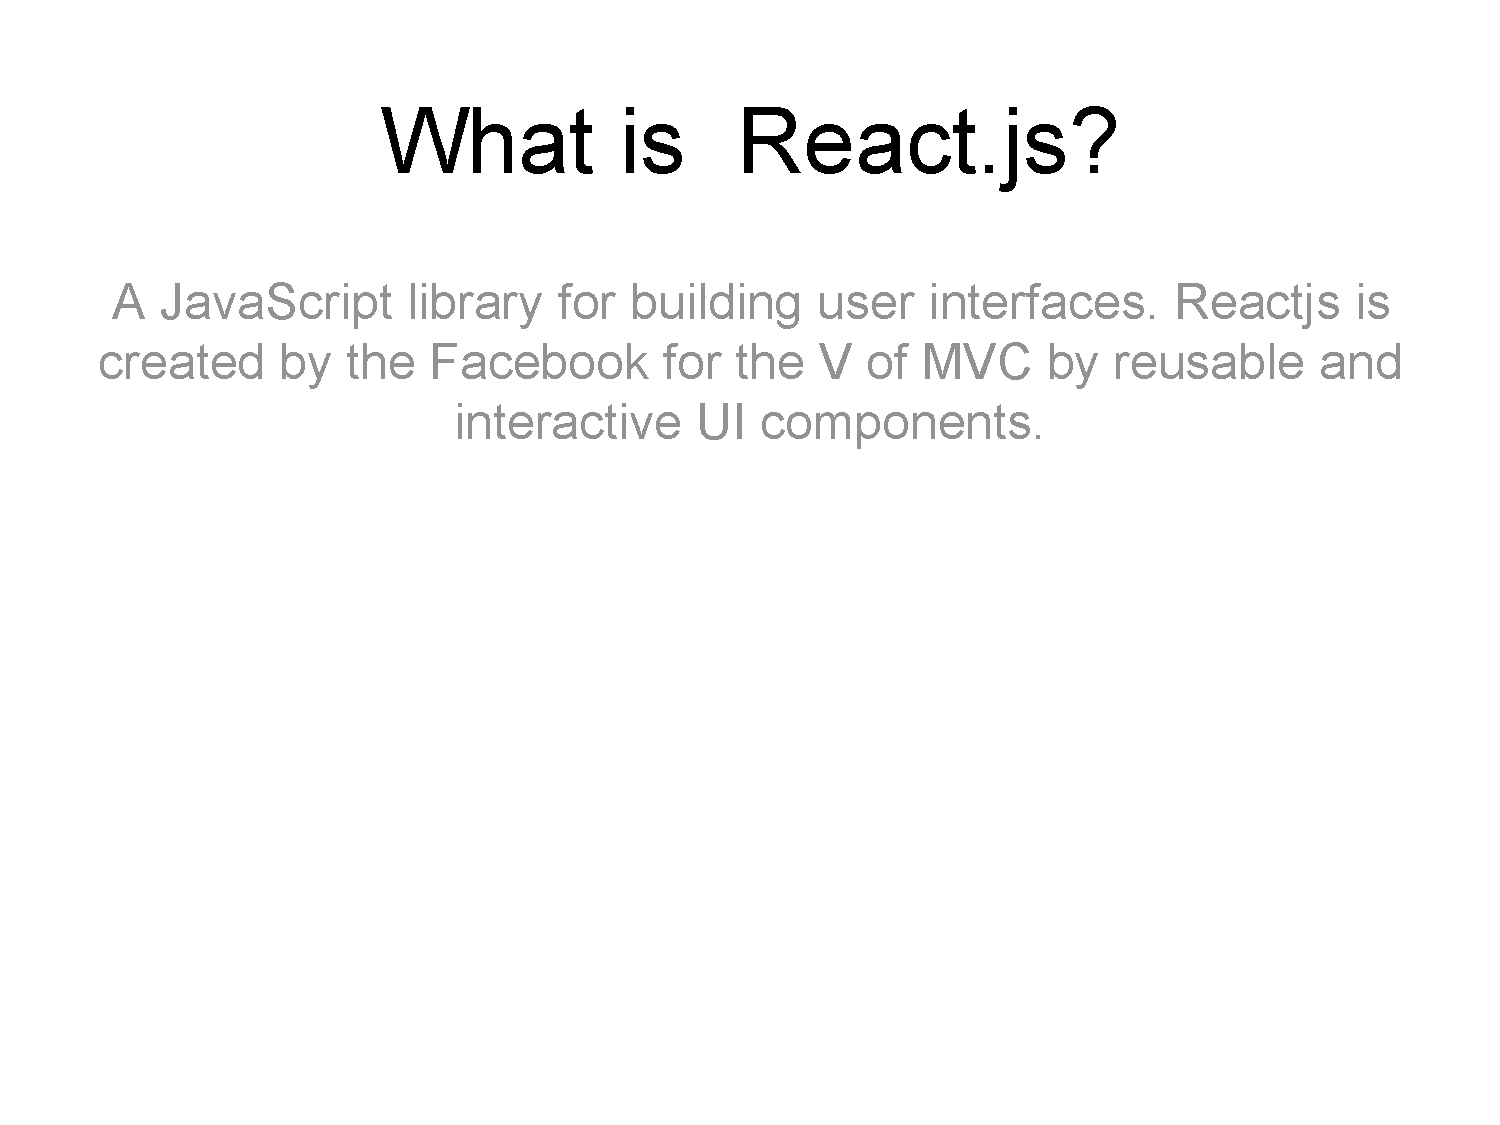 What is React.js?
A JavaScript library for building user interfaces. Reactjs is
created by the Facebook for the V of MVC by reusable and
interactive UI components.